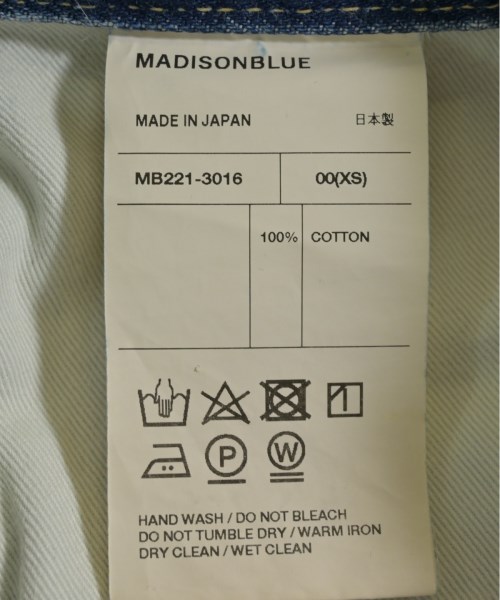 MADISONBLUE
MADE IN JAPAN 日本製
MB221-3016 00(XS)
100% COTTON
P W
HAND WASH / DO NOT BLEACH
DO NOT TUMBLE DRY / WARM IRON
DRY CLEAN / WET CLEAN